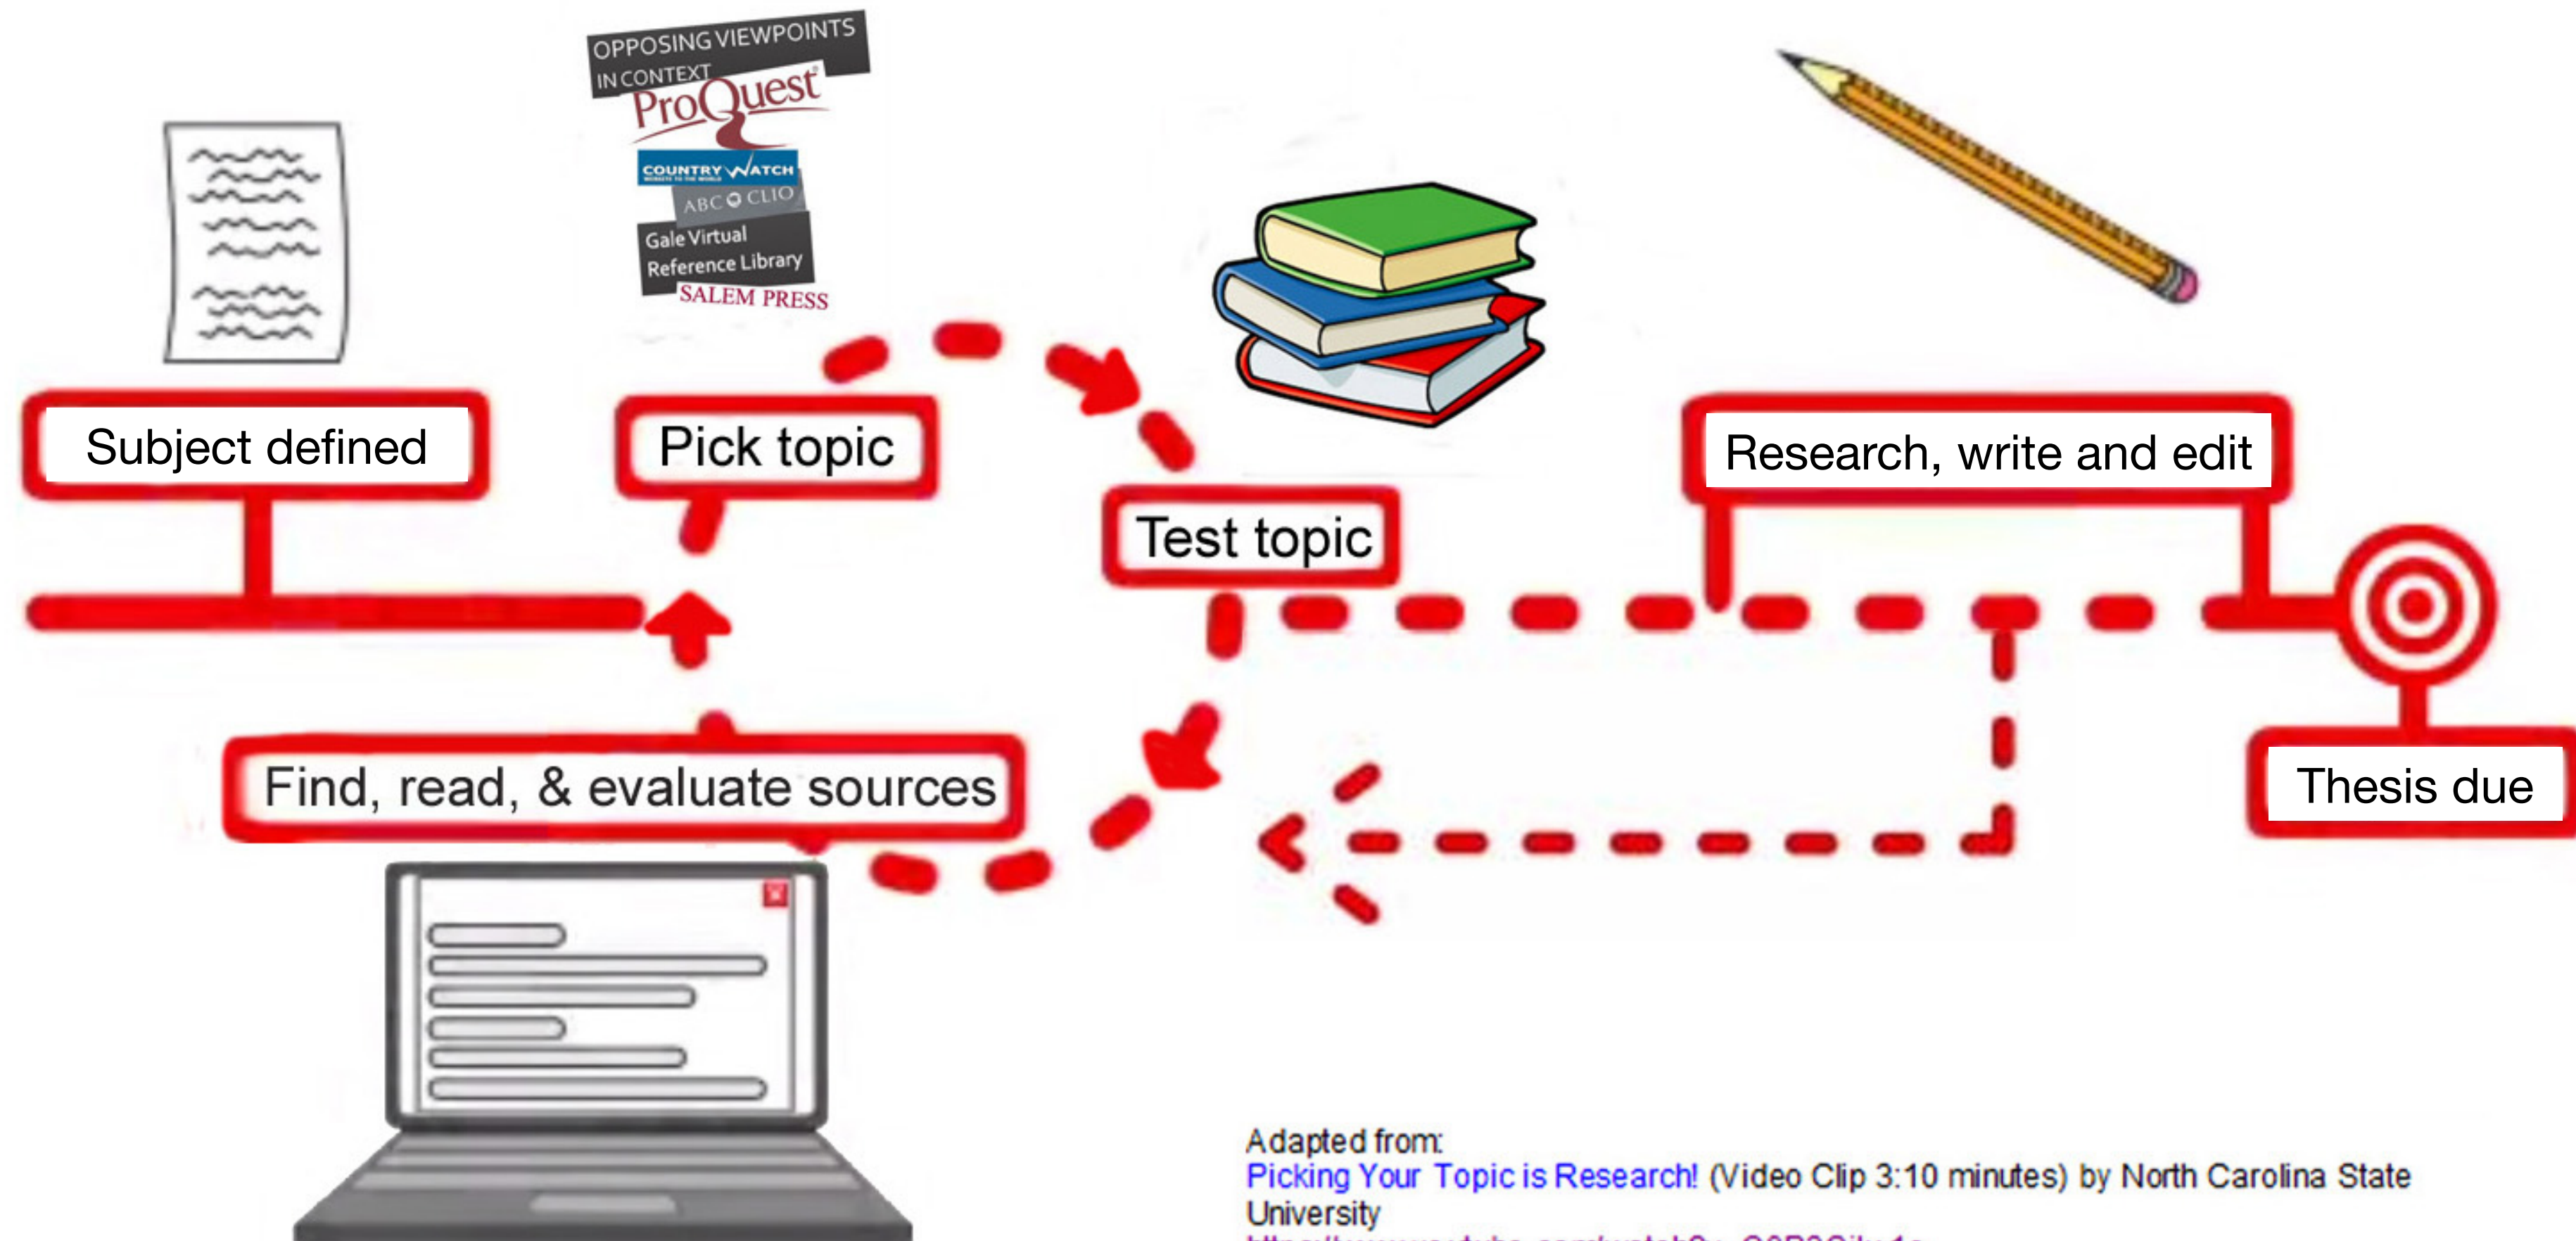 OPPOSING VIEWPOINTS
IN CONTEXT
ProQuest
COUNTRY WATCH
ABC CLIO
Gale Virtual
Reference Library
SALEM PRESS
Subject defined
Pick topic
Test topic
Research, write and edit
Find, read, & evaluate sources
Thesis due
Adapted from:
Picking Your Topic is Research! (Video Clip 3:10 minutes) by North Carolina State
University